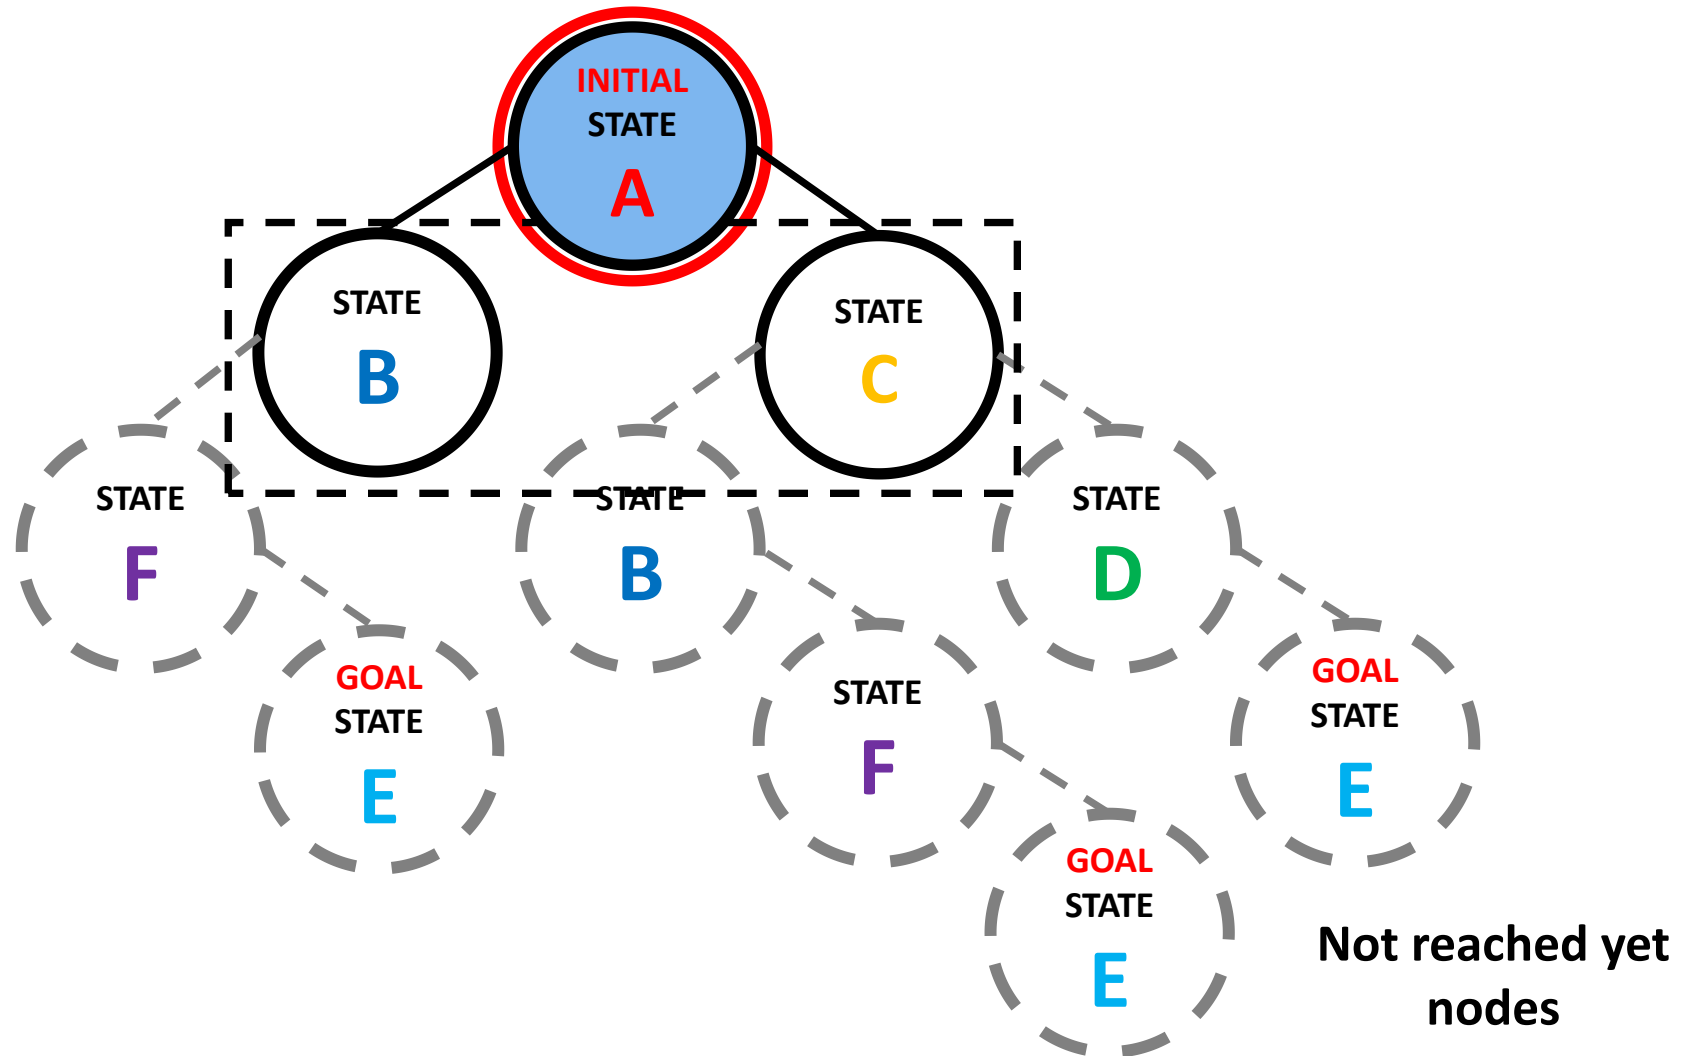 INITIAL
STATE
A
STATE
B
STATE
C
STATE
F
STATE
B
STATE
D
GOAL
STATE
E
STATE
F
GOAL
STATE
E
GOAL
STATE
E
Not reached yet
nodes